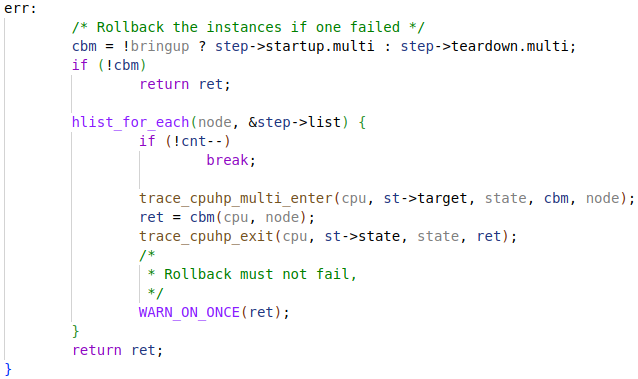 err:
/* Rollback the instances if one failed */
cbm = !bringup ? step->startup.multi : step->teardown.multi;
if (!cbm)
return ret;
hlist_for_each(node, &step->list) {
if (!cnt--)
break;
trace_cpuhp_multi_enter(cpu, st->target, state, cbm, node);
ret = cbm(cpu, node);
trace_cpuhp_exit(cpu, st->state, state, ret);
/*
* Rollback must not fail,
*/
WARN_ON_ONCE(ret);
}
return ret;
}